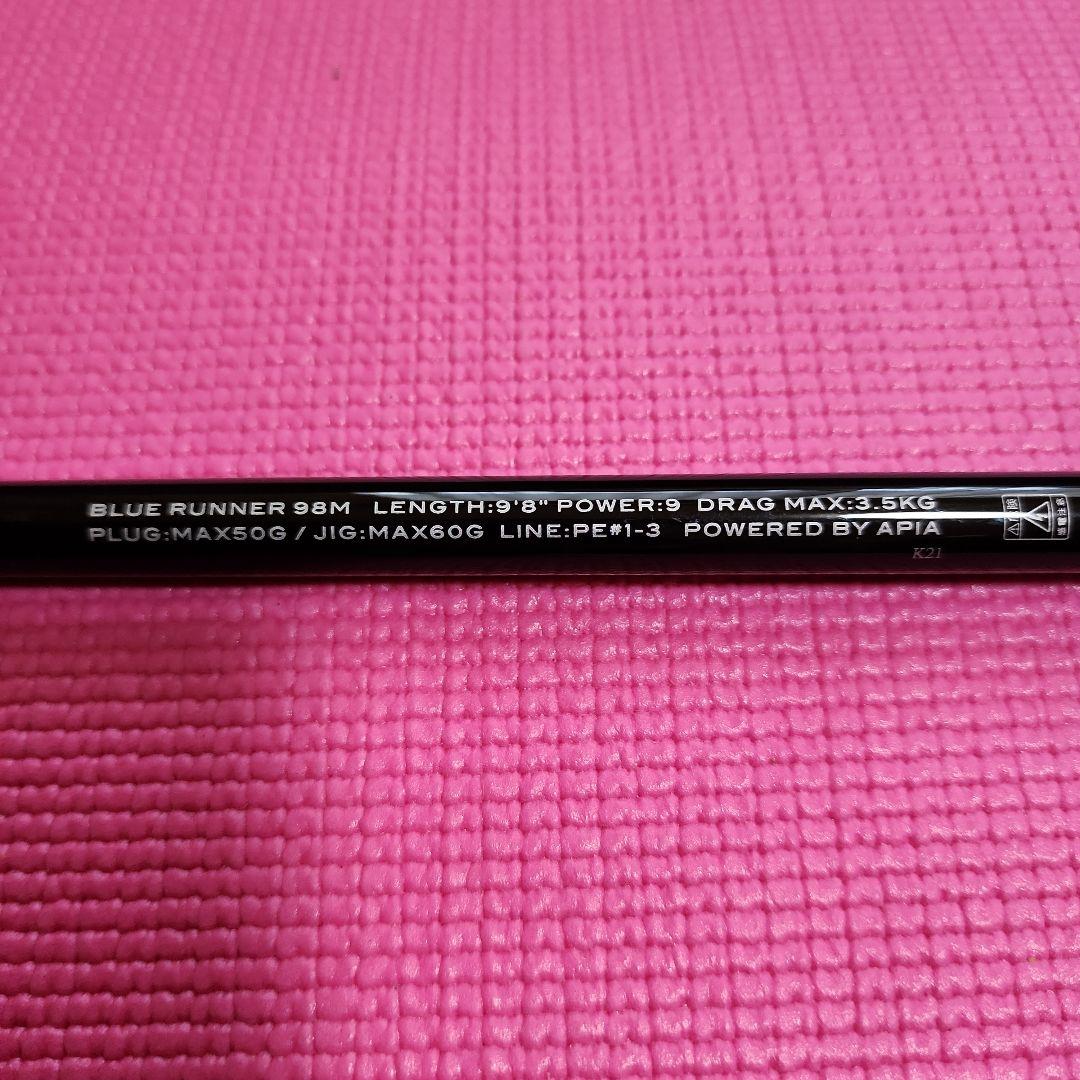 BLUE RUNNER 98M LENGTH:9'8" POWER:9 DRAG MAX:3.5KG
PLUG:MAX50G / JIG:MAX60G LINE:PE#1-3 POWERED BY APIA
K21